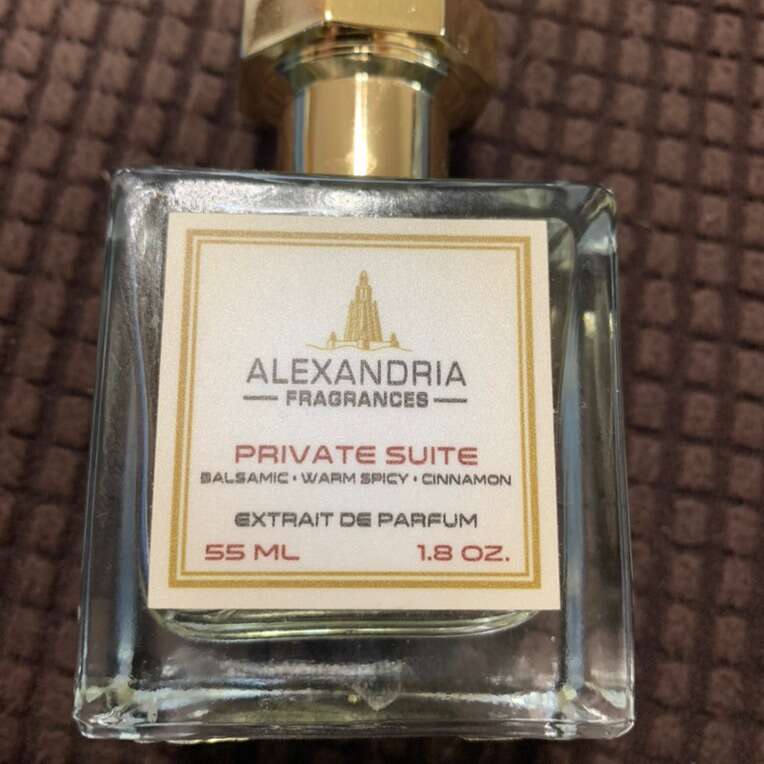 ALEXANDRIA
FRAGRANCES
PRIVATE SUITE
BALSAMIC • WARM SPICY • CINNAMON
EXTRAIT DE PARFUM
55 ML 1.8 OZ.